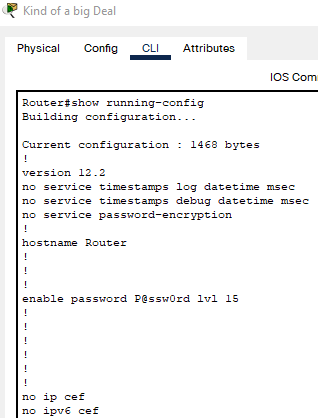 Kind of a big Deal
Physical Config CLI Attributes
IOS Com
Router#show running-config
Building configuration...
Current configuration : 1468 bytes
!
version 12.2
no service timestamps log datetime msec
no service timestamps debug datetime msec
no service password-encryption
!
hostname Router
!
!
!
enable password P@ssw0rd lvl 15
!
!
!
!
!
!
no ip cef
no ipv6 cef